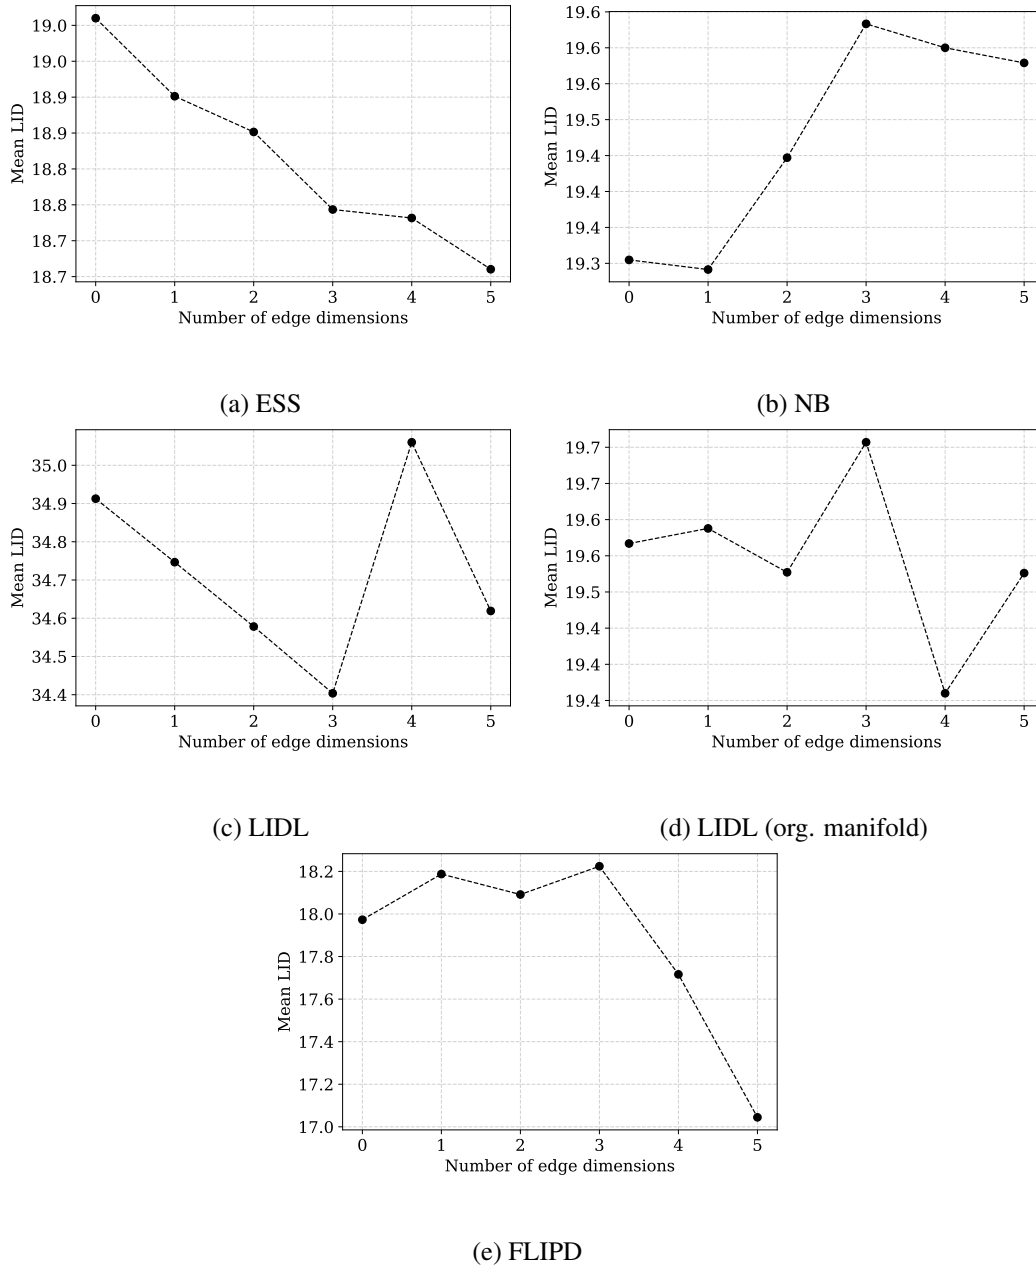 19.0
19.0
18.9
18.9
18.8
18.8
18.7
18.7
Mean LID
0 1 2 3 4 5
Number of edge dimensions
(a) ESS
19.6
19.6
19.6
19.5
19.4
19.4
19.4
19.3
Mean LID
0 1 2 3 4 5
Number of edge dimensions
(b) NB
35.0
34.9
34.8
34.7
34.6
34.5
34.4
Mean LID
0 1 2 3 4 5
Number of edge dimensions
(c) LIDL
19.7
19.7
19.6
19.6
19.5
19.4
19.4
19.4
Mean LID
0 1 2 3 4 5
Number of edge dimensions
(d) LIDL (org. manifold)
18.2
18.0
17.8
17.6
17.4
17.2
17.0
Mean LID
0 1 2 3 4 5
Number of edge dimensions
(e) FLIPD